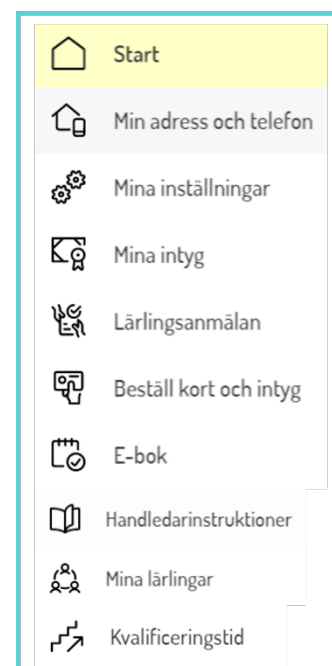 Start
Min adress och telefon
Mina inställningar
Mina intyg
Lärlingsanmälan
Beställ kort och intyg
E-bok
Handledarinstruktioner
Mina lärlingar
Kvalificeringstid